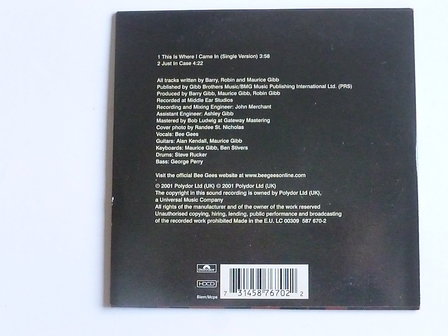 1 This Is Where I Came In (Single Version) 3:58
2 Just In Case 4:22
All tracks written by Barry, Robin and Maurice Gibb
Published by Gibb Brothers Music/BMG Music Publishing International Ltd. (PRS)
Produced by Barry Gibb, Maurice Gibb, Robin Gibb
Recorded at Middle Ear Studios
Recording and Mixing Engineer: John Merchant
Assistant Engineer: Ashley Gibb
Mastered by Bob Ludwig at Gateway Mastering
Cover photo by Randee St. Nicholas
Vocals: Bee Gees
Guitars: Alan Kendall, Maurice Gibb
Keyboards: Maurice Gibb, Ben Stivers
Drums: Steve Rucker
Bass: George Perry
Visit the official Bee Gees website at www.beegeesonline.com
℗ 2001 Polydor Ltd (UK) © 2001 Polydor Ltd (UK)
The copyright in this sound recording is owned by Polydor Ltd (UK),
a Universal Music Company
All rights of the manufacturer and of the owner of the work reserved
Unauthorised copying, hiring, lending, public performance and broadcasting
of the recorded work prohibited Made in the E.U. LC 00309 587 670-2
HDCD
Biem/Mcps
7 31458 76702 2